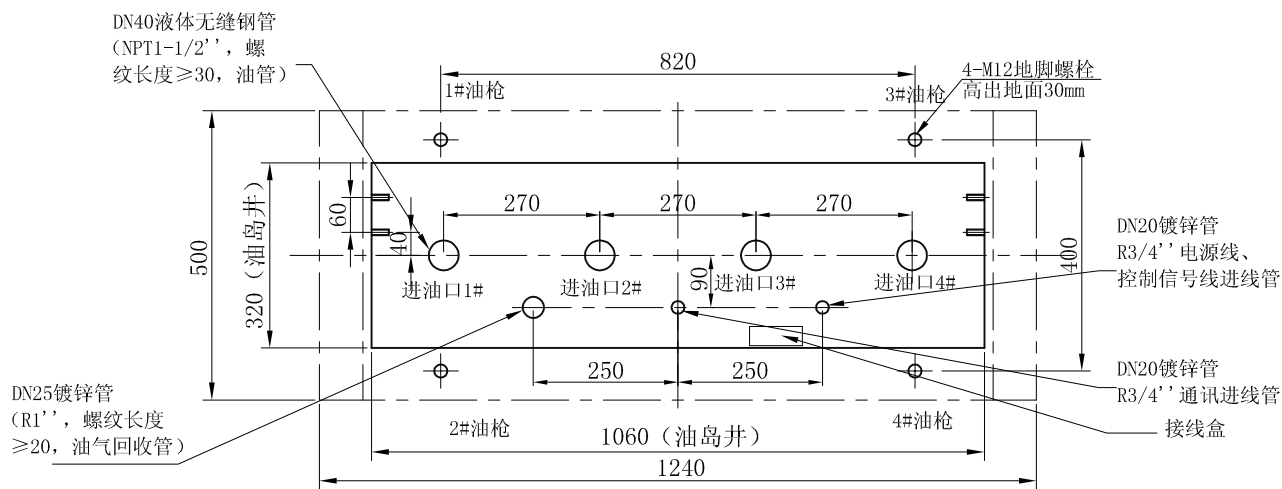 DN40液体无缝钢管
(NPT1-1/2'', 螺
纹长度≥30, 油管)
820
4-M12地脚螺栓
高出地面30mm
1#油枪
3#油枪
270
270
270
60
40
500
320（油岛井）
400
90
进油口1#
进油口2#
进油口3#
进油口4#
DN20镀锌管
R3/4''电源线、
控制信号线进线管
250
250
DN20镀锌管
R3/4''通讯进线管
接线盒
DN25镀锌管
(R1'', 螺纹长度
≥20, 油气回收管)
2#油枪
4#油枪
1060（油岛井）
1240